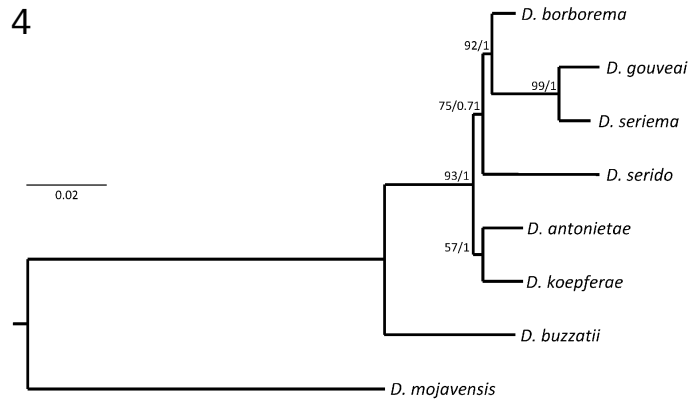 4
D. borborema
92/1
D. gouveai
99/1
75/0.71
D. seriema
93/1
D. serido
0.02
D. antonietae
57/1
D. koepferae
D. buzzatii
D. mojavensis